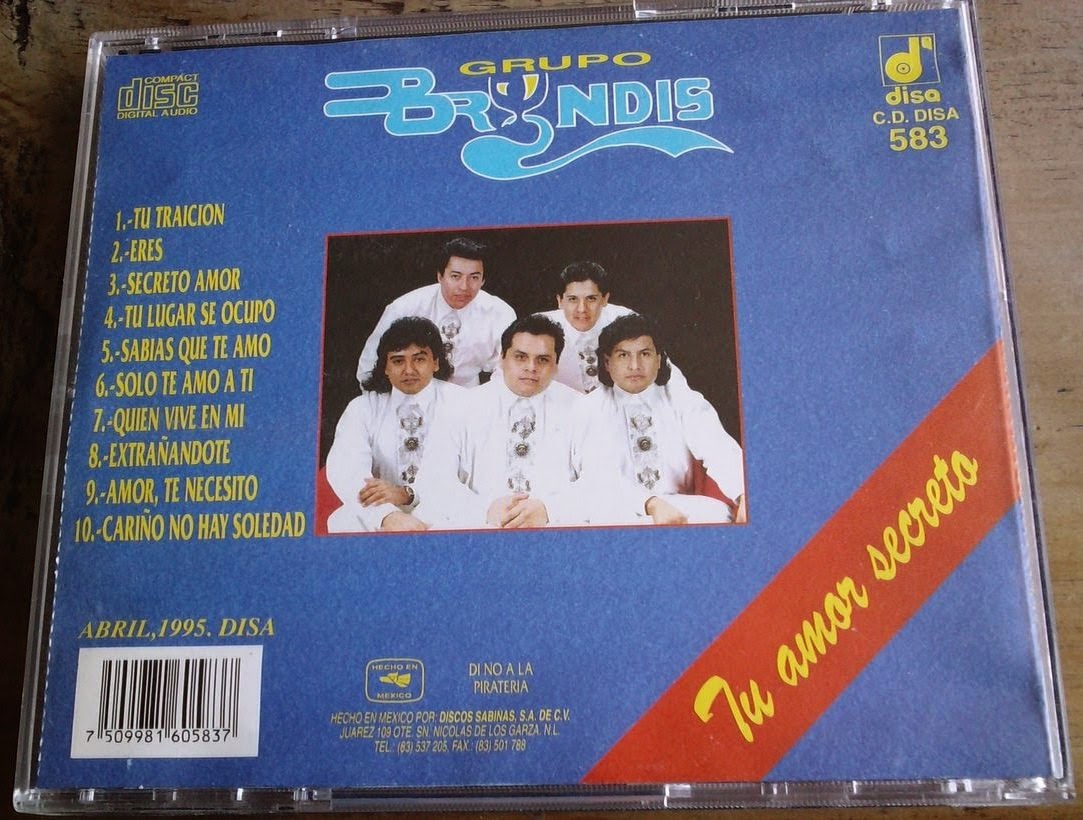 COMPACT
disc
DIGITAL AUDIO
GRUPO
BRYNDIS
disa
C.D. DISA
583
1.-TU TRAICION
2.-ERES
3.-SECRETO AMOR
4.-TU LUGAR SE OCUPO
5.-SABIAS QUE TE AMO
6.-SOLO TE AMO A TI
7.-QUIEN VIVE EN MI
8.-EXTRAÑANDOTE
9.-AMOR, TE NECESITO
10.-CARIÑO NO HAY SOLEDAD
Tu amor secreto
ABRIL,1995. DISA
7 509981 605837
HECHO EN
MEXICO
DI NO A LA
PIRATERIA
HECHO EN MEXICO POR: DISCOS SABINAS, S.A. DE C.V.
JUAREZ 109 OTE. SN. NICOLAS DE LOS GARZA. N.L.
TEL.: (83) 537 205, FAX.: (83) 501 788